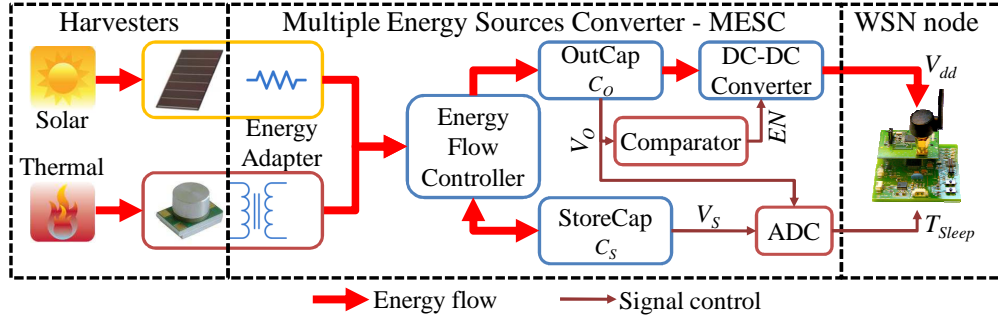 Harvesters
Multiple Energy Sources Converter - MESC
WSN node
Solar
Thermal
Energy
Adapter
Energy
Flow
Controller
OutCap
C_O
DC-DC
Converter
V_O
Comparator
EN
StoreCap
C_S
V_S
ADC
V_dd
T_Sleep
Energy flow
Signal control